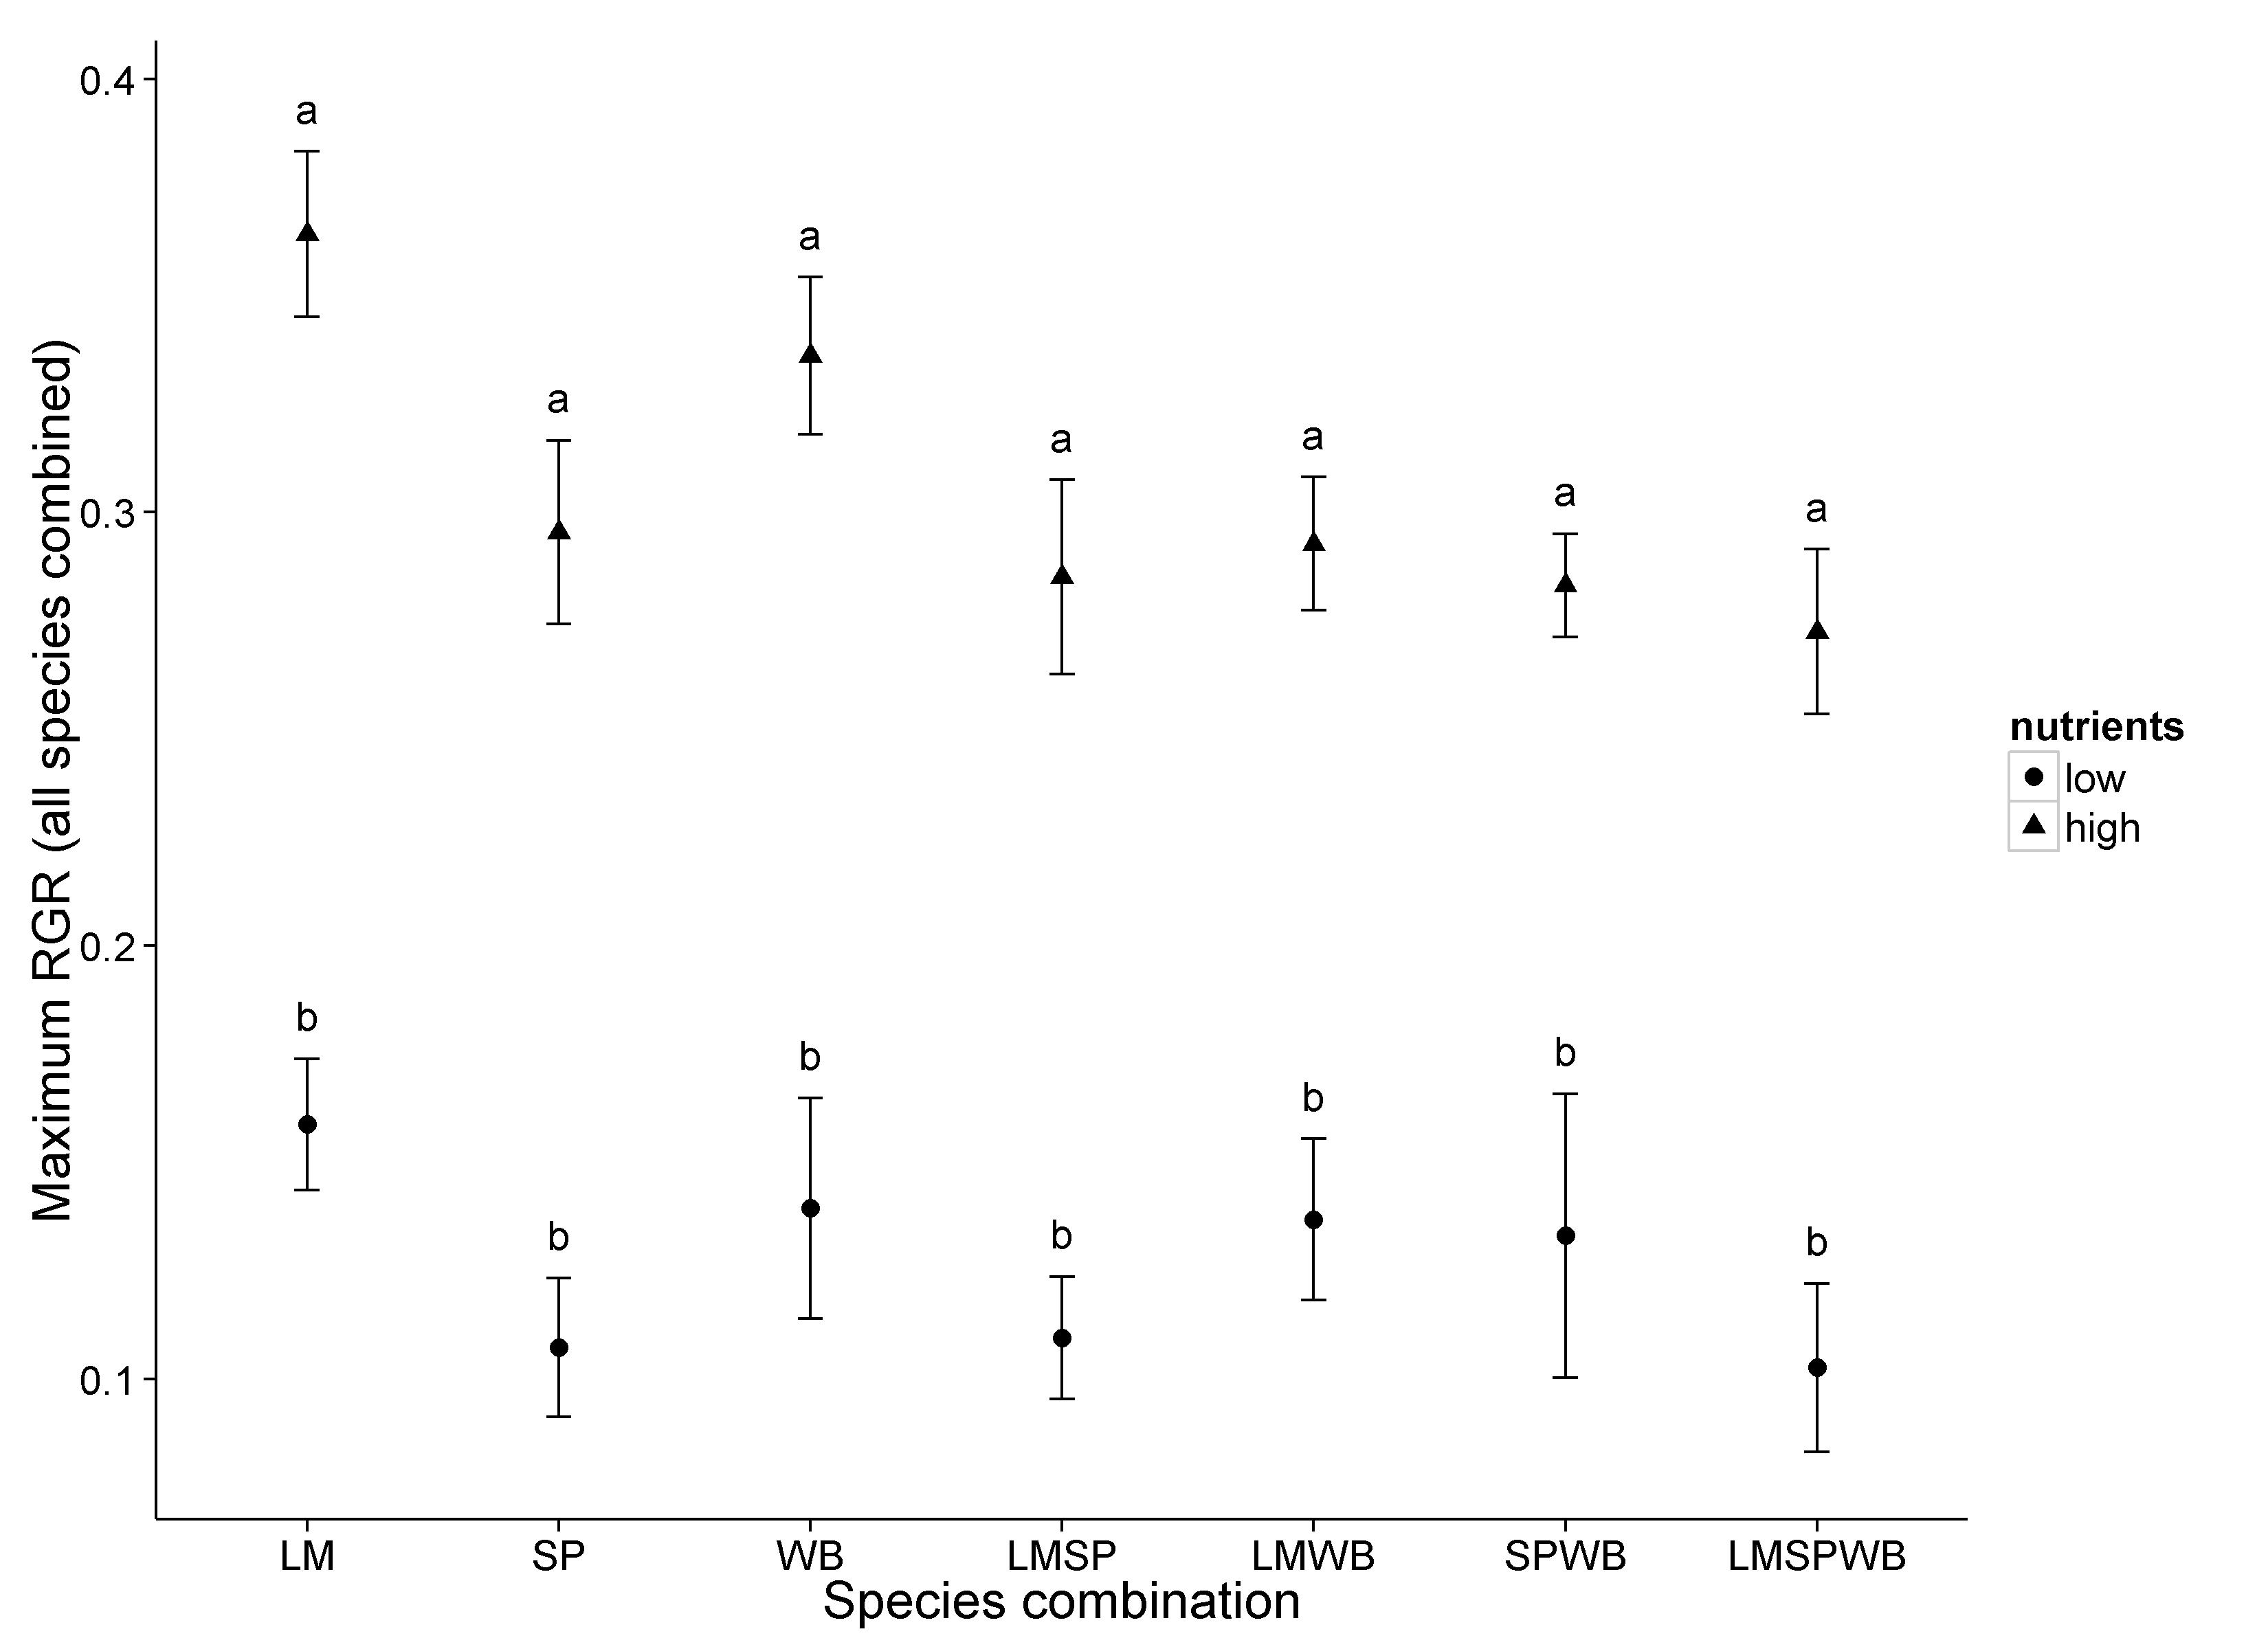 Maximum RGR (all species combined)
0.4
0.3
0.2
0.1
a
a
a
a
a
a
a
b
b
b
b
b
b
b
LM SP WB LMSP LMWB SPWB LMSPWB
Species combination
nutrients
low
high